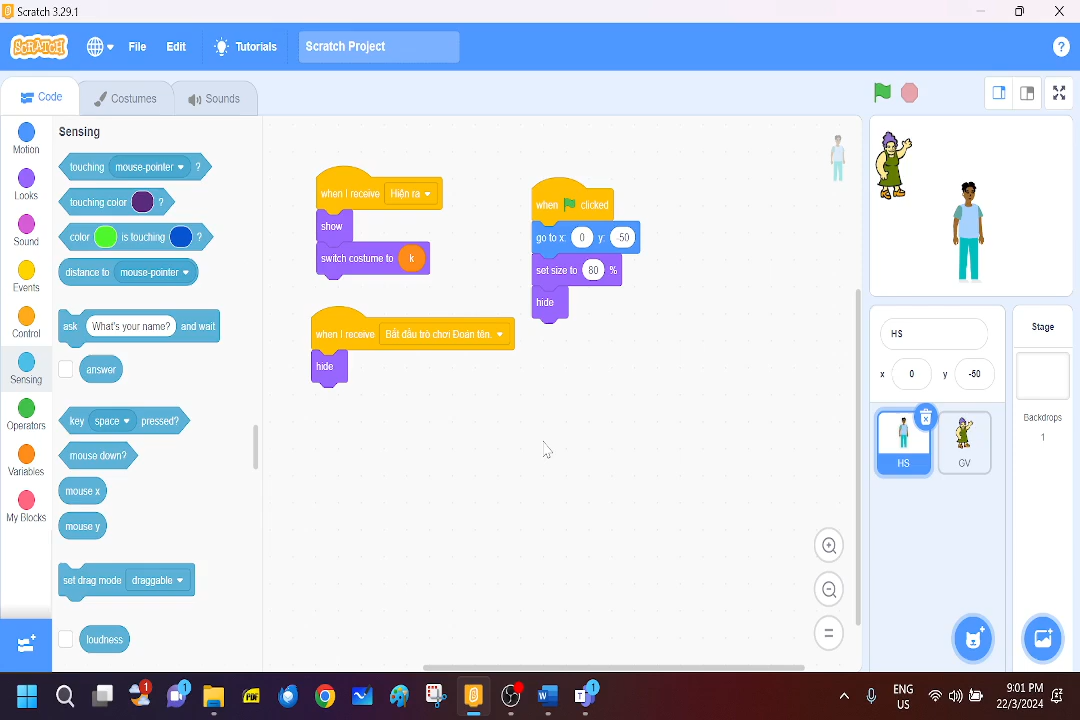 Scratch 3.29.1
SCRATCH
File
Edit
Tutorials
Scratch Project
?
Code
Costumes
Sounds
Motion
Looks
Sound
Events
Control
Sensing
Operators
Variables
My Blocks
Sensing
touching mouse-pointer ?
touching color ?
color is touching ?
distance to mouse-pointer
ask What's your name? and wait
answer
key space pressed?
mouse down?
mouse x
mouse y
set drag mode draggable
loudness
when I receive Hiện ra
show
switch costume to k
when I receive Bắt đầu trò chơi Đoán tên.
hide
when clicked
go to x: 0 y: -50
set size to 80 %
hide
HS
x 0 y -50
HS
GV
Stage
Backdrops
1
1
1
PDF
W
T
1
ENG
US
9:01 PM
22/3/2024